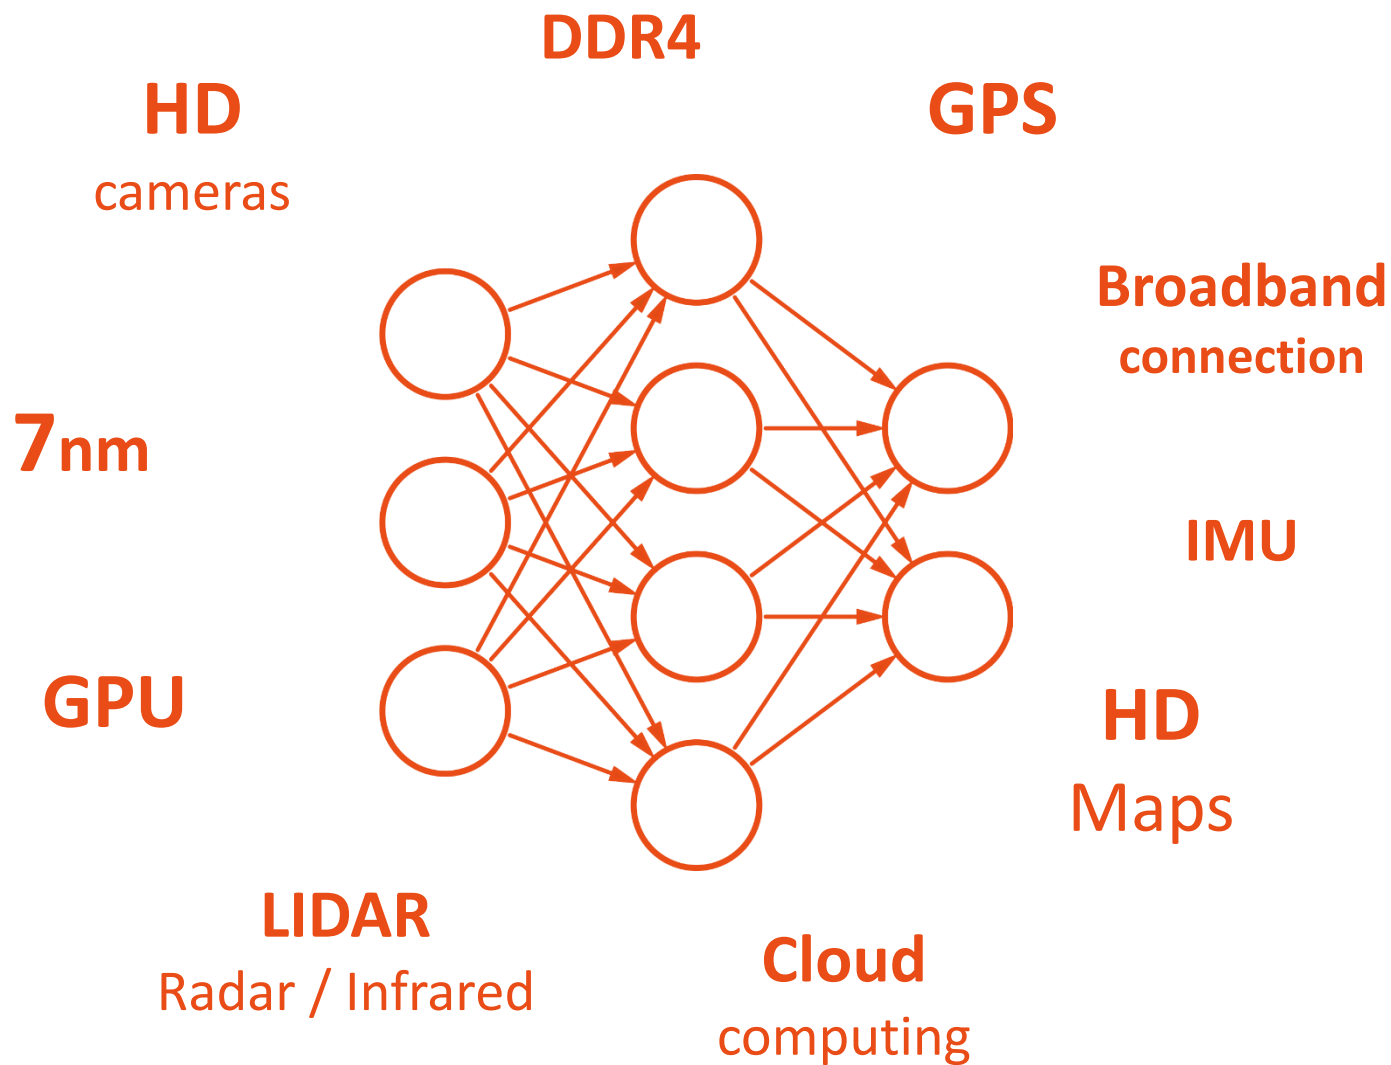 DDR4
HD
cameras
GPS
Broadband
connection
7nm
IMU
GPU
HD
Maps
LIDAR
Radar / Infrared
Cloud
computing